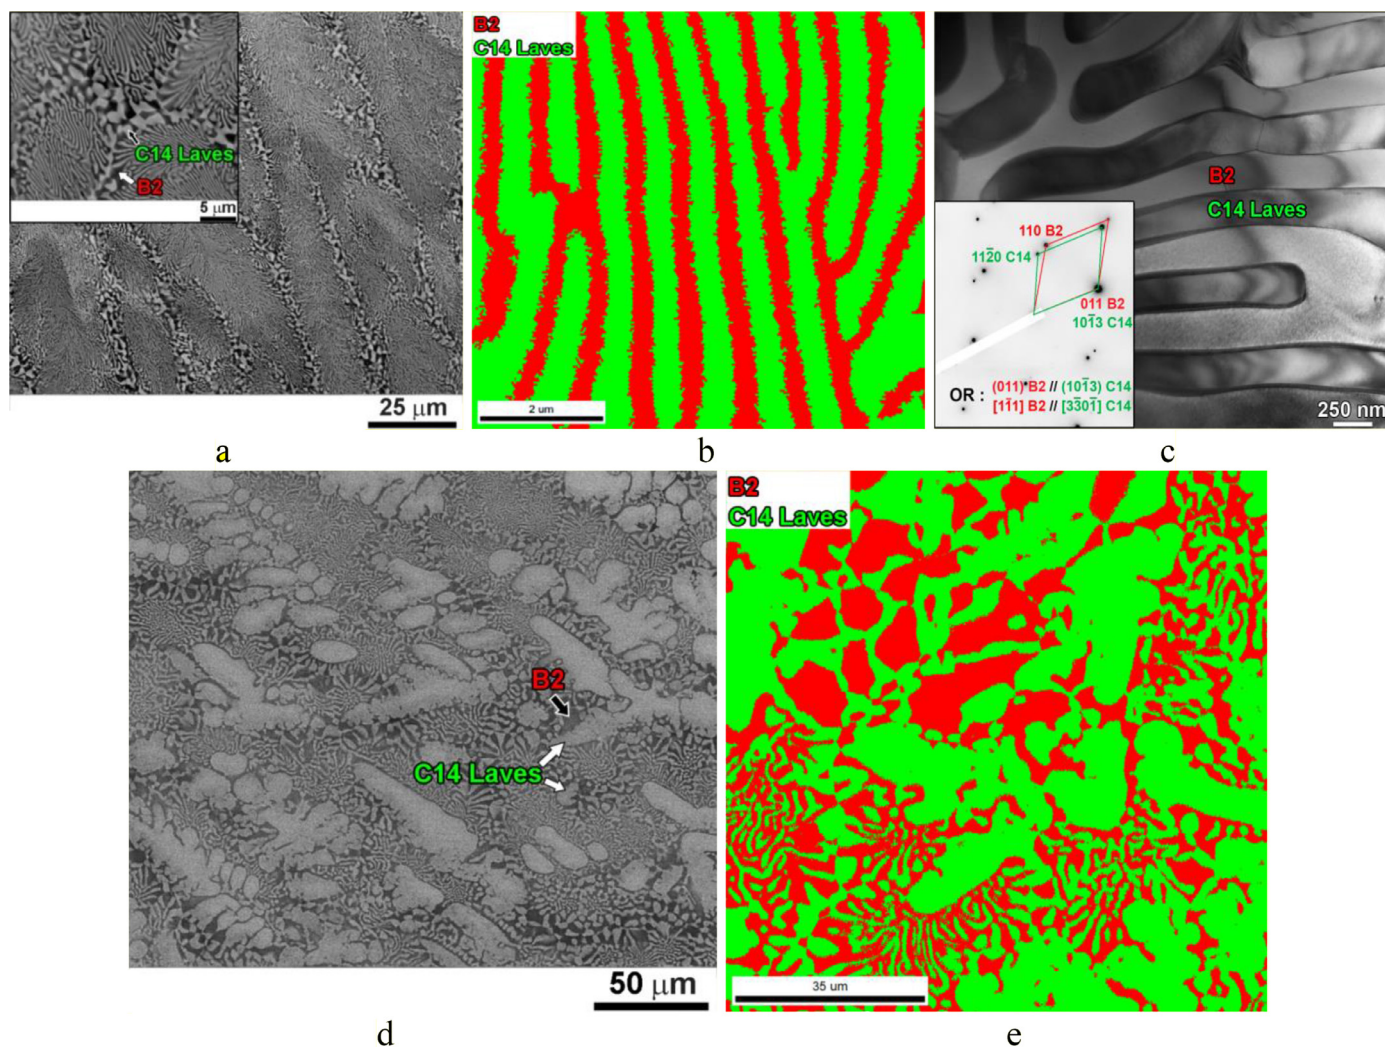 C14 Laves
B2
5 μm
25 μm
a
B2
C14 Laves
2 um
b
B2
C14 Laves
110 B2
112̄0 C14
011 B2
101̄3 C14
OR : (011) B2 // (101̄3) C14
[11̄1] B2 // [33̄01̄] C14
250 nm
c
B2
C14 Laves
50 μm
d
B2
C14 Laves
35 um
e